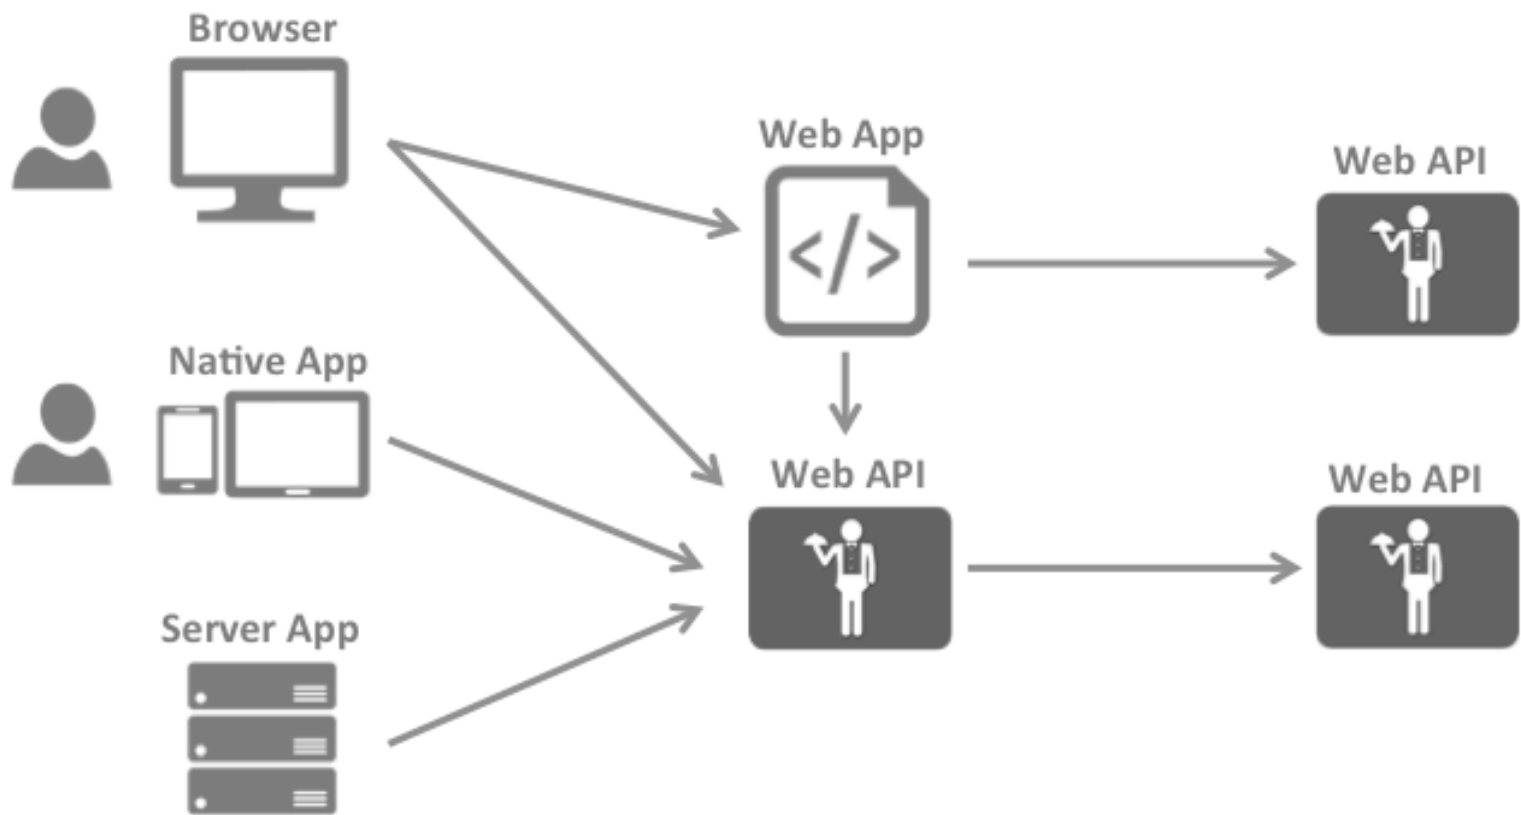 Browser
Web App
Web API
Native App
Web API
Web API
Server App
</>